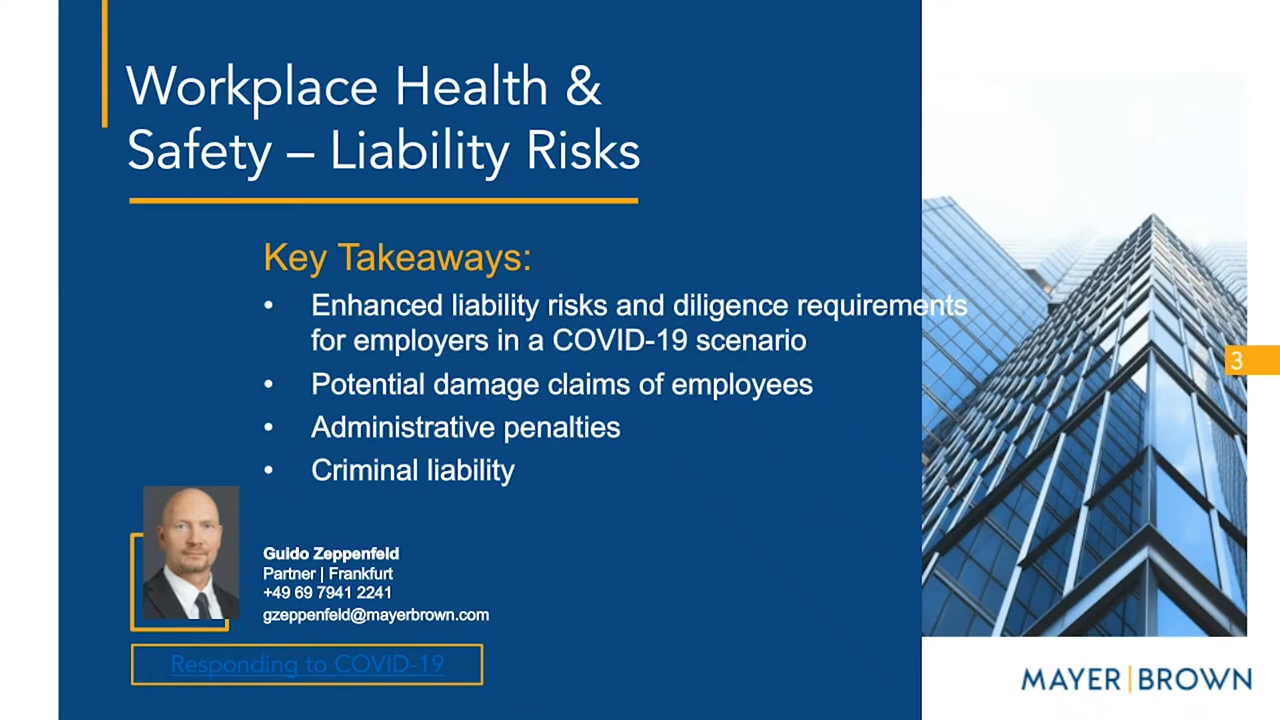 Workplace Health &
Safety – Liability Risks
Key Takeaways:
• Enhanced liability risks and diligence requirements
for employers in a COVID-19 scenario
• Potential damage claims of employees
• Administrative penalties
• Criminal liability
3
Guido Zeppenfeld
Partner | Frankfurt
+49 69 7941 2241
gzeppenfeld@mayerbrown.com
Responding to COVID-19
MAYER|BROWN